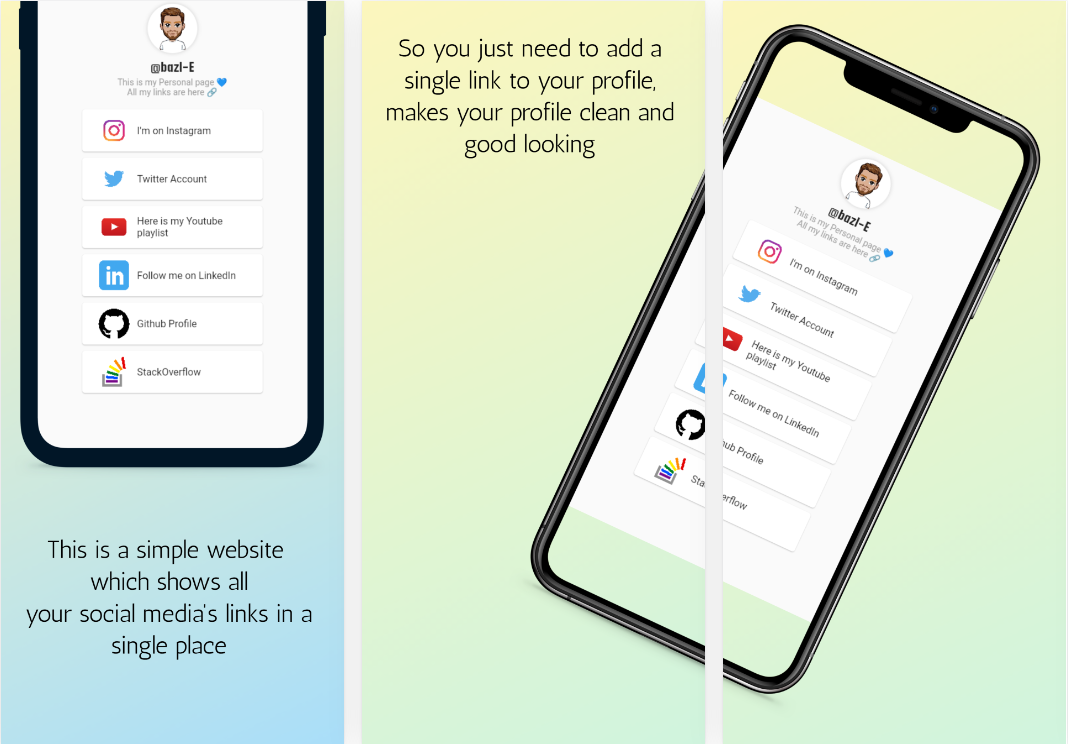 @bazl-E
This is my Personal page 💙
All my links are here 🔗
I'm on Instagram
Twitter Account
Here is my Youtube
playlist
in
Follow me on LinkedIn
Github Profile
StackOverflow
This is a simple website
which shows all
your social media's links in a
single place
So you just need to add a
single link to your profile,
makes your profile clean and
good looking
@bazl-E
This is my Personal page 💙
All my links are here 🔗
I'm on Instagram
Twitter Account
Here is my Youtube
playlist
Follow me on LinkedIn
ub Profile
Sta
rflow